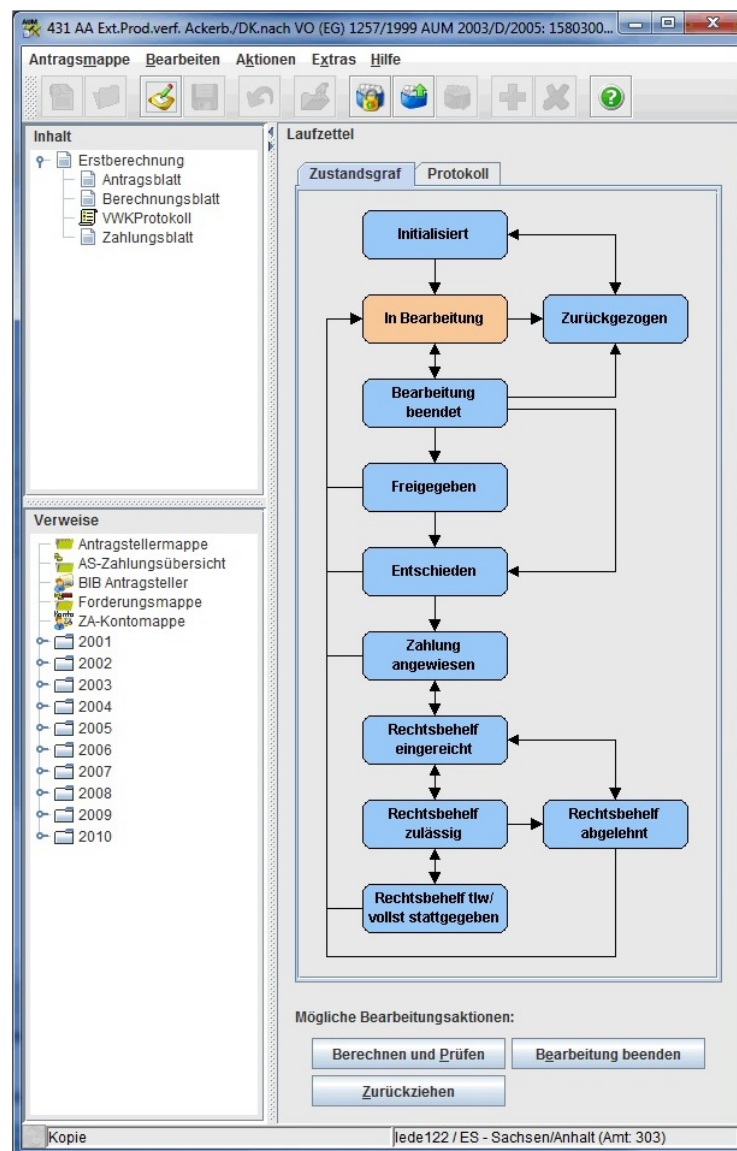 431 AA Ext.Prod.verf. Ackerb./DK.nach VO (EG) 1257/1999 AUM 2003/D/2005: 1580300...
Antragsmappe Bearbeiten Aktionen Extras Hilfe
Inhalt
Erstberechnung
Antragsblatt
Berechnungsblatt
VWKProtokoll
Zahlungsblatt
Verweise
Antragstellermappe
AS-Zahlungsübersicht
BIB Antragsteller
Forderungsmappe
ZA-Kontomappe
2001
2002
2003
2004
2005
2006
2007
2008
2009
2010
Laufzettel
Zustandsgraf Protokoll
Initialisiert
In Bearbeitung
Zurückgezogen
Bearbeitung
beendet
Freigegeben
Entschieden
Zahlung
angewiesen
Rechtsbehelf
eingereicht
Rechtsbehelf
zulässig
Rechtsbehelf
abgelehnt
Rechtsbehelf tlw/
vollst stattgegeben
Mögliche Bearbeitungsaktionen:
Berechnen und Prüfen Bearbeitung beenden
Zurückziehen
Kopie
lede122 / ES - Sachsen/Anhalt (Amt: 303)